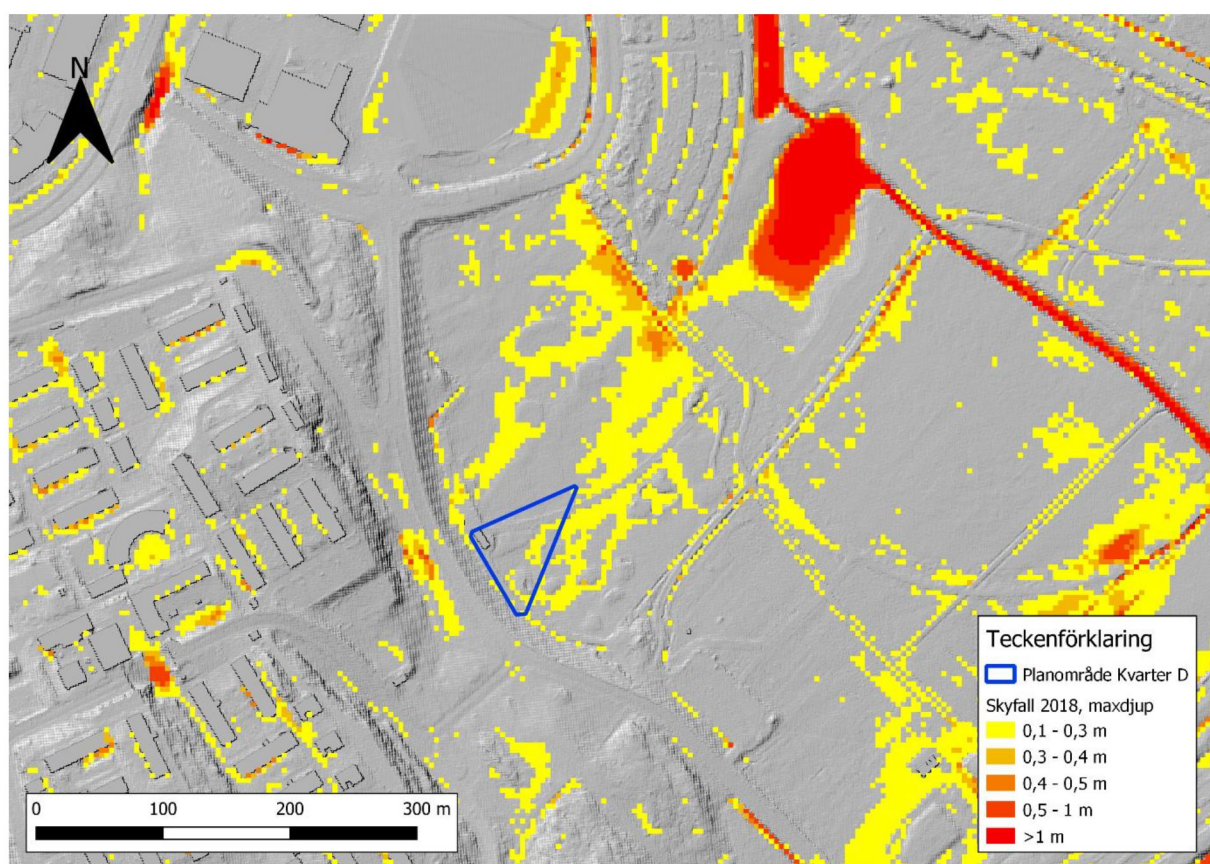 N
Teckenförklaring
Planområde Kvarter D
Skyfall 2018, maxdjup
0,1 - 0,3 m
0,3 - 0,4 m
0,4 - 0,5 m
0,5 - 1 m
>1 m
0 100 200 300 m